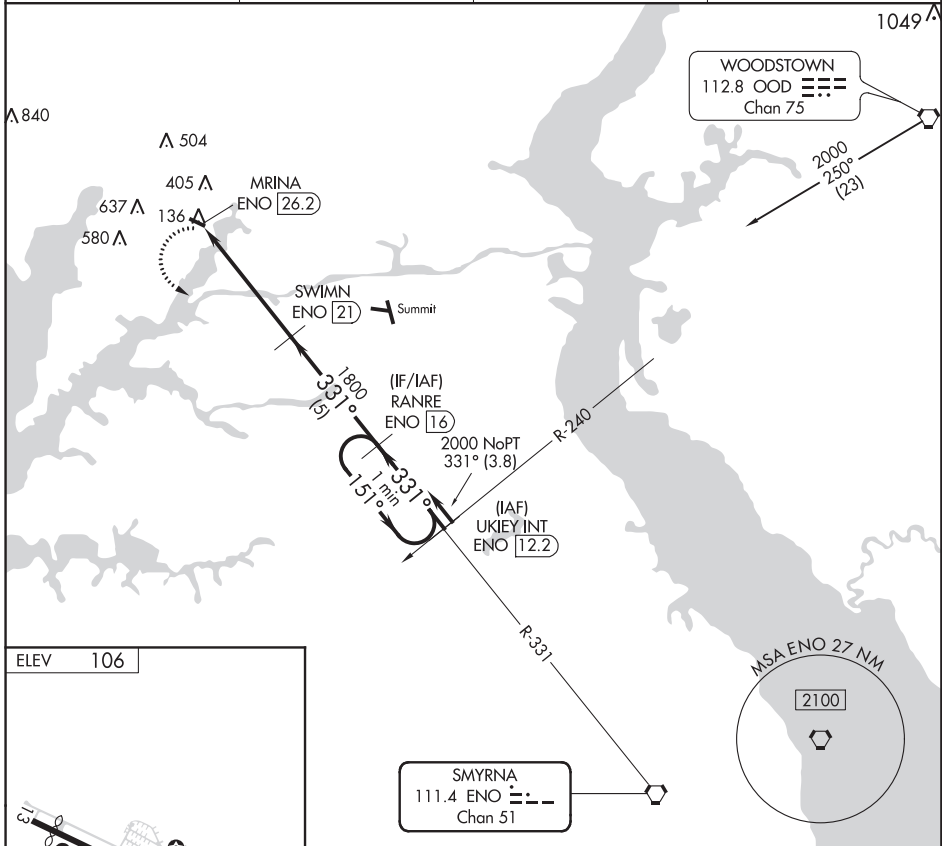 1049
WOODSTOWN
112.8 OOD
Chan 75
840
504
2000
250°
(23)
405
MRINA
ENO 26.2
637
136
580
SWIMN
ENO 21
Summit
1800
331°
(5)
(IF/IAF)
RANRE
ENO 16
R-240
2000 NoPT
331° (3.8)
331°
1 min
151°
(IAF)
UKIEY INT
ENO 12.2
R-331
ELEV 106
MSA ENO 27 NM
2100
SMYRNA
111.4 ENO
Chan 51
13